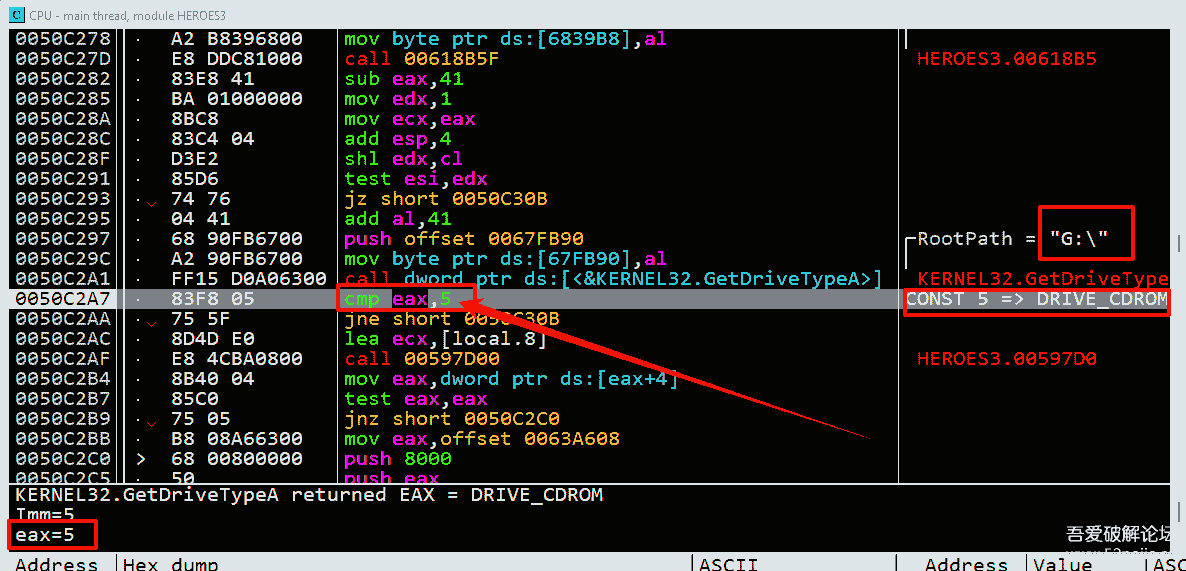 C CPU - main thread, module HEROES3
0050C278 · A2 B8396800 mov byte ptr ds:[6839B8],al
0050C27D · E8 DDC81000 call 00618B5F HEROES3.00618B5
0050C282 · 83E8 41 sub eax,41
0050C285 · BA 01000000 mov edx,1
0050C28A · 8BC8 mov ecx,eax
0050C28C · 83C4 04 add esp,4
0050C28F · D3E2 shl edx,cl
0050C291 · 85D6 test esi,edx
0050C293 · 74 76 jz short 0050C30B
0050C295 · 04 41 add al,41
0050C297 · 68 90FB6700 push offset 0067FB90 RootPath = "G:\"
0050C29C · A2 90FB6700 mov byte ptr ds:[67FB90],al
0050C2A1 · FF15 D0A06300 call dword ptr ds:[<&KERNEL32.GetDriveTypeA>] KERNEL32.GetDriveType
0050C2A7 · 83F8 05 cmp eax,5 CONST 5 => DRIVE_CDROM
0050C2AA · 75 5F jne short 0050C30B
0050C2AC · 8D4D E0 lea ecx,[local.8]
0050C2AF · E8 4CBA0800 call 00597D00 HEROES3.00597D0
0050C2B4 · 8B40 04 mov eax,dword ptr ds:[eax+4]
0050C2B7 · 85C0 test eax,eax
0050C2B9 · 75 05 jnz short 0050C2C0
0050C2BB · B8 08A66300 mov eax,offset 0063A608
0050C2C0 > 68 00800000 push 8000
0050C2C5 · 50 push eax
KERNEL32.GetDriveTypeA returned EAX = DRIVE_CDROM
Imm=5
eax=5
吾爱破解论坛
Address Hex dump ASCII Address Value ASC